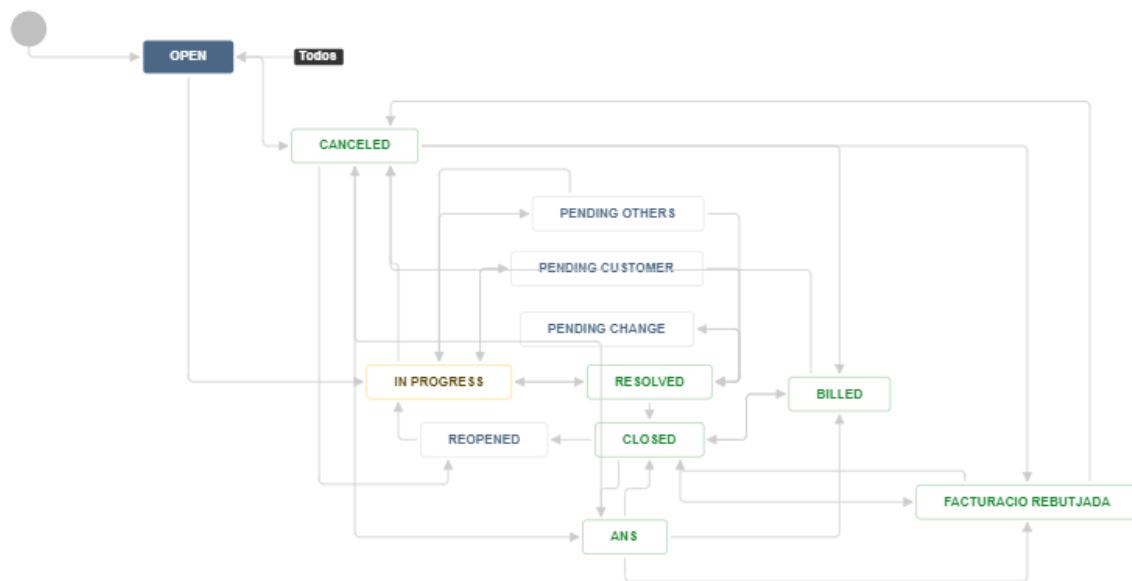 OPEN
Todos
CANCELED
PENDING OTHERS
PENDING CUSTOMER
PENDING CHANGE
IN PROGRESS
RESOLVED
BILLED
REOPENED
CLOSED
FACTURACIO REBUTJADA
ANS